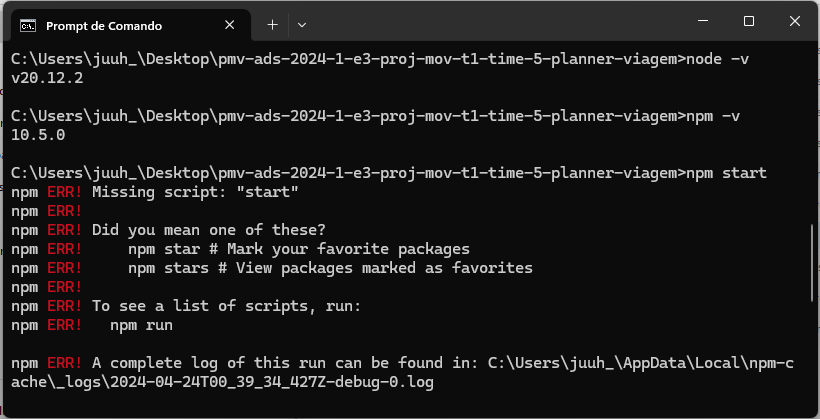 Prompt de Comando
C:\Users\juuh_\Desktop\pmv-ads-2024-1-e3-proj-mov-t1-time-5-planner-viagem>node -v
v20.12.2
C:\Users\juuh_\Desktop\pmv-ads-2024-1-e3-proj-mov-t1-time-5-planner-viagem>npm -v
10.5.0
C:\Users\juuh_\Desktop\pmv-ads-2024-1-e3-proj-mov-t1-time-5-planner-viagem>npm start
npm ERR! Missing script: "start"
npm ERR!
npm ERR! Did you mean one of these?
npm ERR!     npm star # Mark your favorite packages
npm ERR!     npm stars # View packages marked as favorites
npm ERR!
npm ERR! To see a list of scripts, run:
npm ERR!   npm run
npm ERR! A complete log of this run can be found in: C:\Users\juuh_\AppData\Local\npm-c
ache\_logs\2024-04-24T00_39_34_427Z-debug-0.log